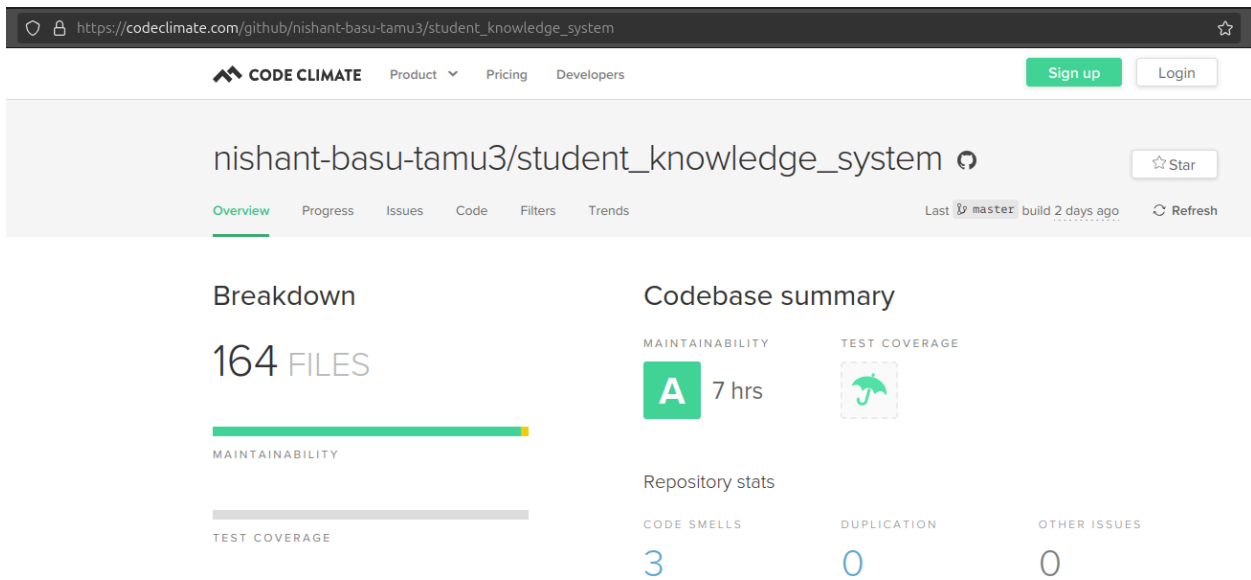 https://codeclimate.com/github/nishant-basu-tamu3/student_knowledge_system
CODE CLIMATE Product Pricing Developers Sign up Login
nishant-basu-tamu3/student_knowledge_system Star
Overview Progress Issues Code Filters Trends Last master build 2 days ago Refresh
Breakdown
164 FILES
MAINTAINABILITY
TEST COVERAGE
Codebase summary
MAINTAINABILITY TEST COVERAGE
A 7 hrs
Repository stats
CODE SMELLS DUPLICATION OTHER ISSUES
3 0 0